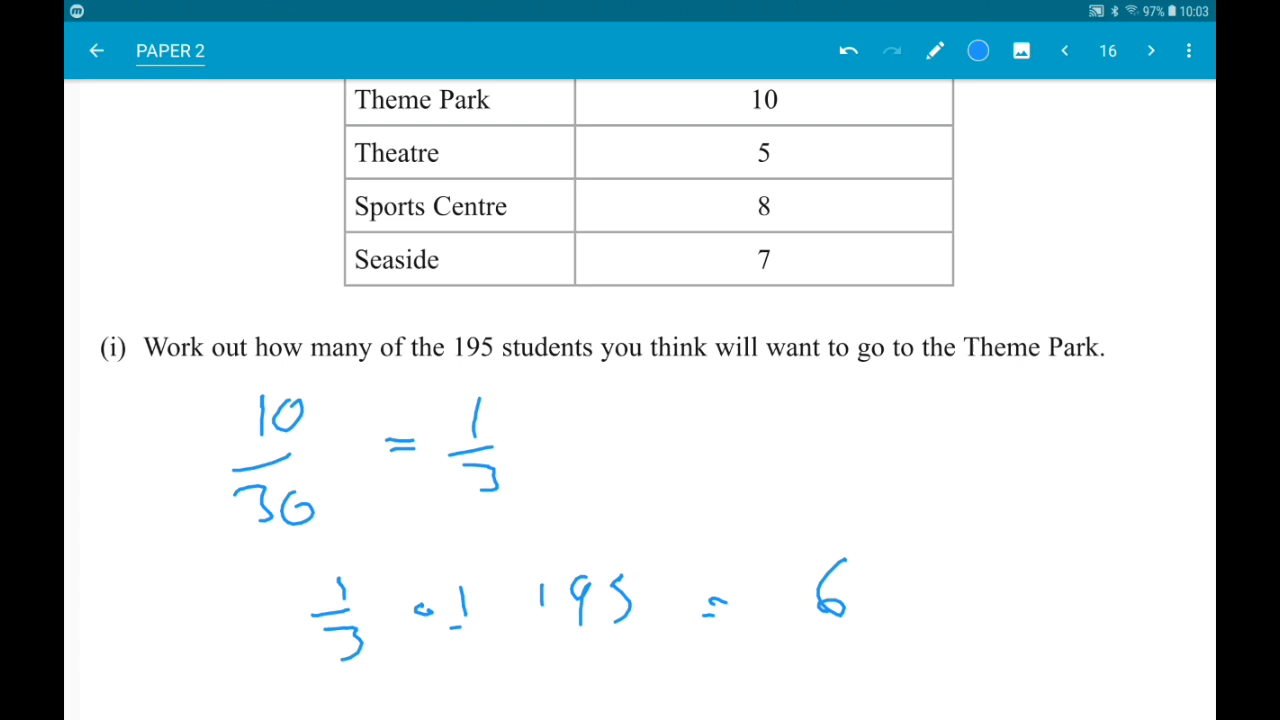 97% 10:03
PAPER 2 16
Theme Park 10
Theatre 5
Sports Centre 8
Seaside 7
(i) Work out how many of the 195 students you think will want to go to the Theme Park.
10/30 = 1/3
1/3 of 195 = 6